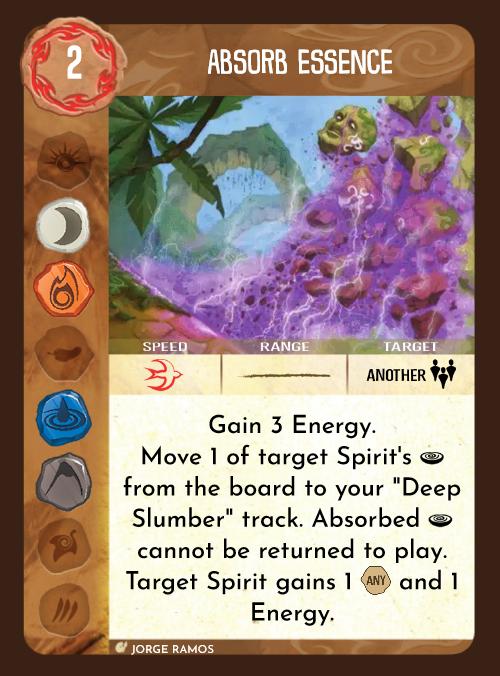 2
ABSORB ESSENCE
SPEED RANGE TARGET
ANOTHER
Gain 3 Energy.
Move 1 of target Spirit's
from the board to your "Deep
Slumber" track. Absorbed
cannot be returned to play.
Target Spirit gains 1 ANY and 1
Energy.
JORGE RAMOS